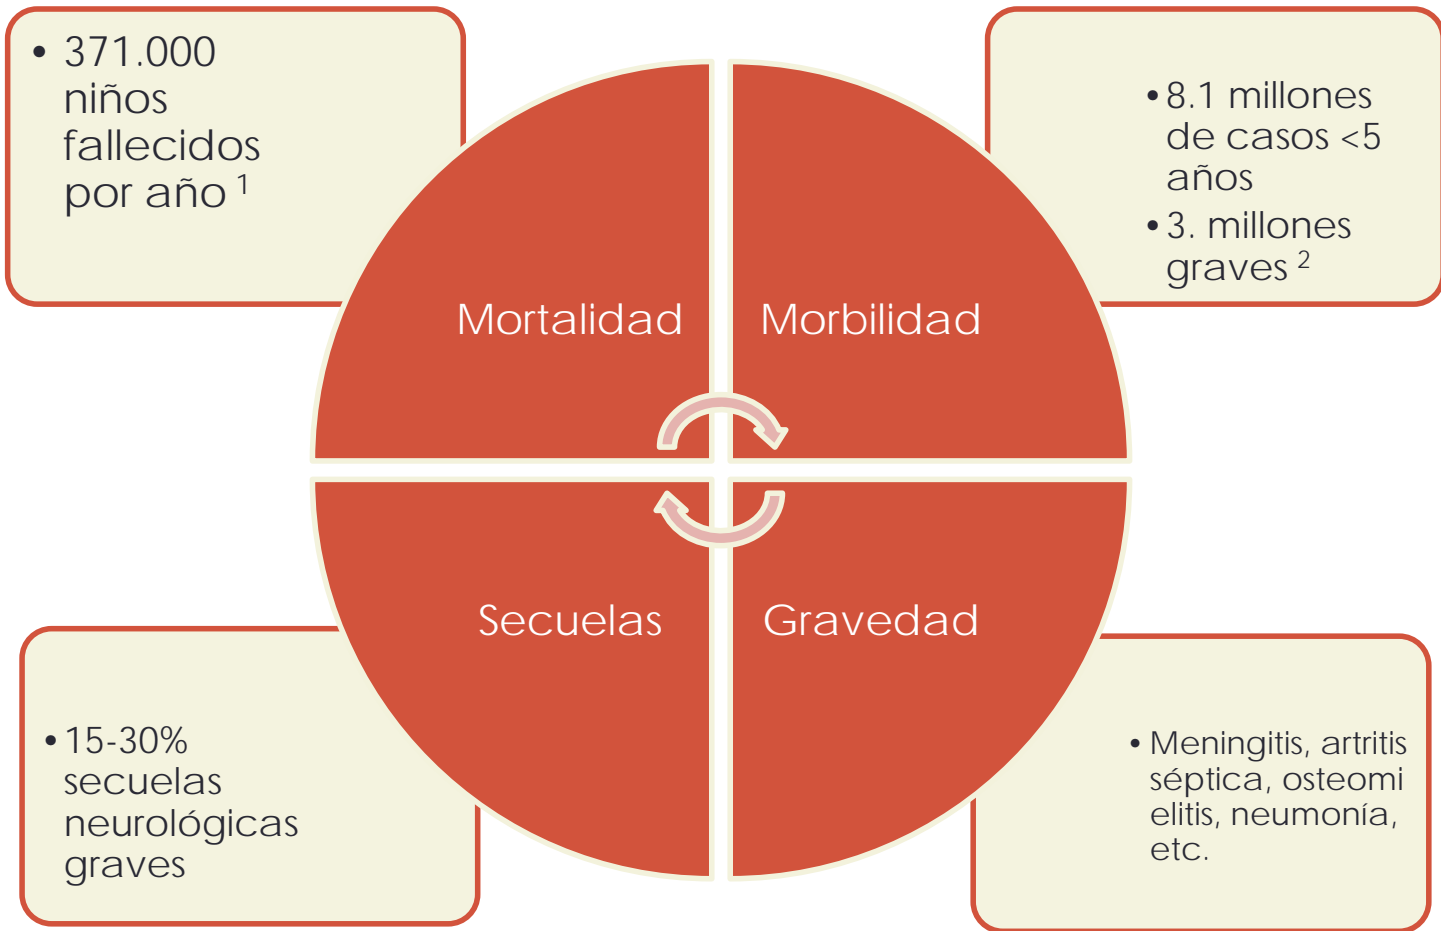 • 371.000
niños
fallecidos
por año ¹
• 8.1 millones
de casos <5
años
• 3. millones
graves ²
Mortalidad
Morbilidad
Secuelas
Gravedad
• 15-30%
secuelas
neurológicas
graves
• Meningitis, artritis
séptica, osteomi
elitis, neumonía,
etc.